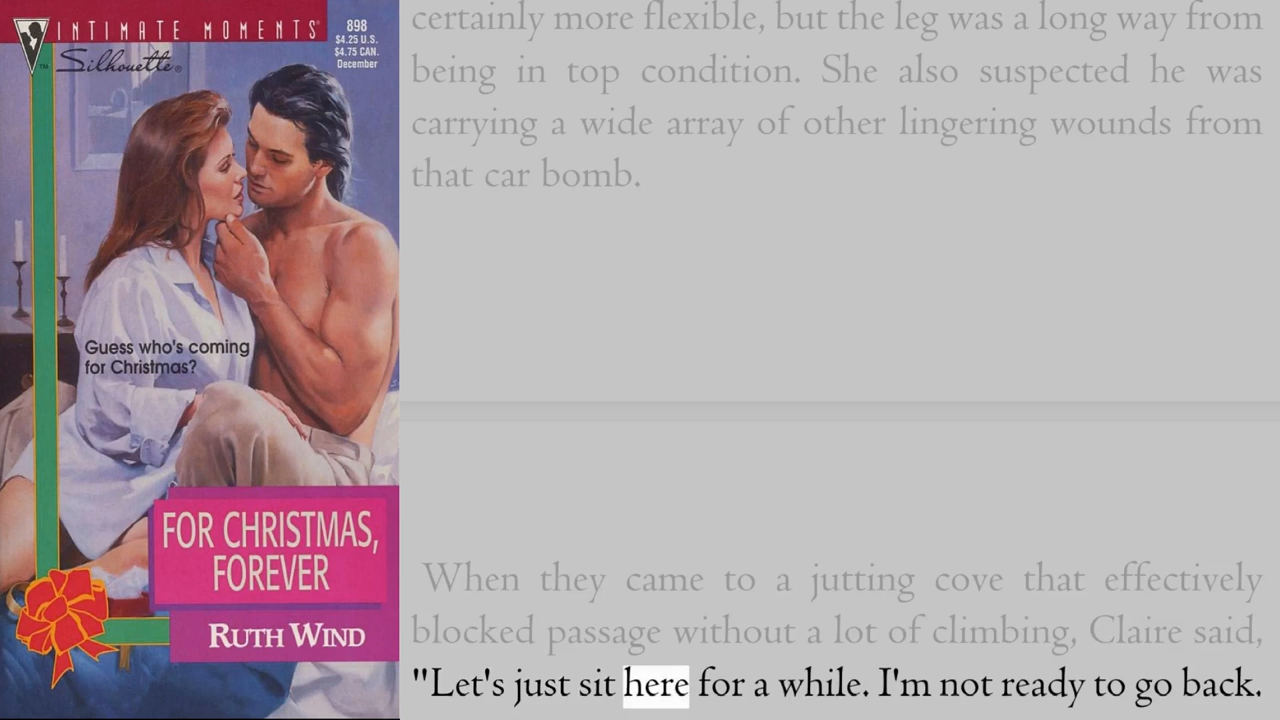 INTIMATE MOMENTS®
Silhouette®
TM
898
$4.25 U.S.
$4.75 CAN.
December
Guess who's coming
for Christmas?
FOR CHRISTMAS,
FOREVER
RUTH WIND
certainly more flexible, but the leg was a long way from
being in top condition. She also suspected he was
carrying a wide array of other lingering wounds from
that car bomb.
When they came to a jutting cove that effectively
blocked passage without a lot of climbing, Claire said,
"Let's just sit here for a while. I'm not ready to go back.